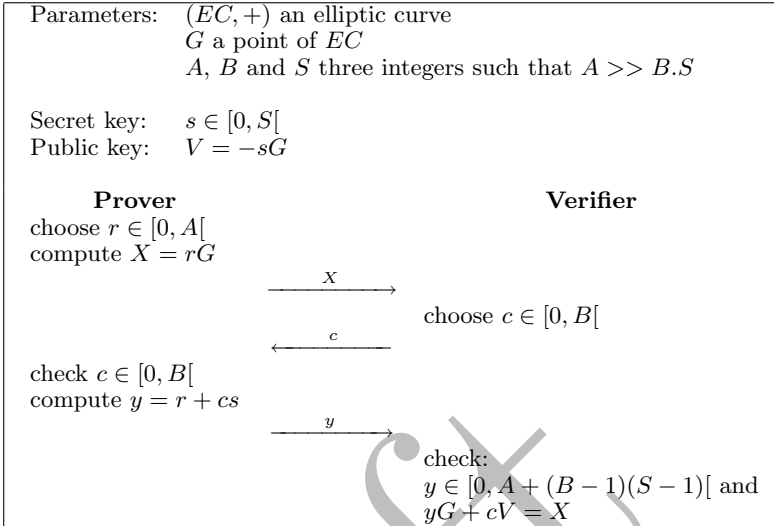 Parameters: (EC, +) an elliptic curve
G a point of EC
A, B and S three integers such that A >> B.S
Secret key: s ∈ [0, S[
Public key: V = −sG
Prover Verifier
choose r ∈ [0, A[
compute X = rG
X
choose c ∈ [0, B[
c
check c ∈ [0, B[
compute y = r + cs
y
check:
y ∈ [0, A + (B − 1)(S − 1)[ and
yG + cV = X